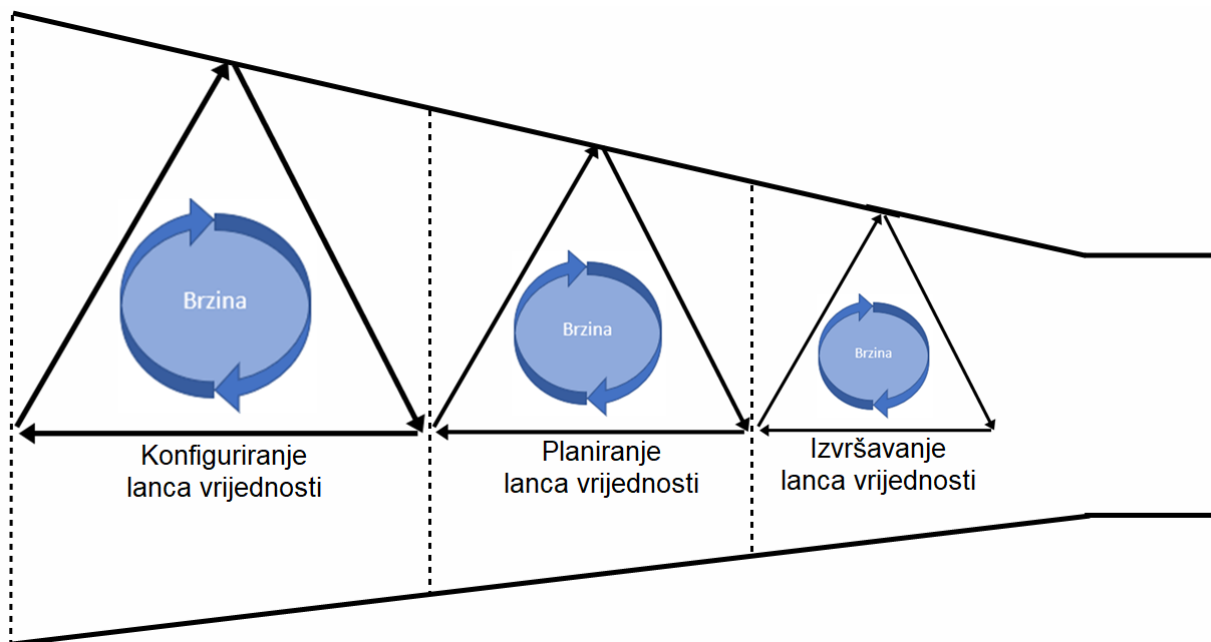 Brzina
Brzina
Brzina
Konfiguriranje
lanca vrijednosti
Planiranje
lanca vrijednosti
Izvršavanje
lanca vrijednosti